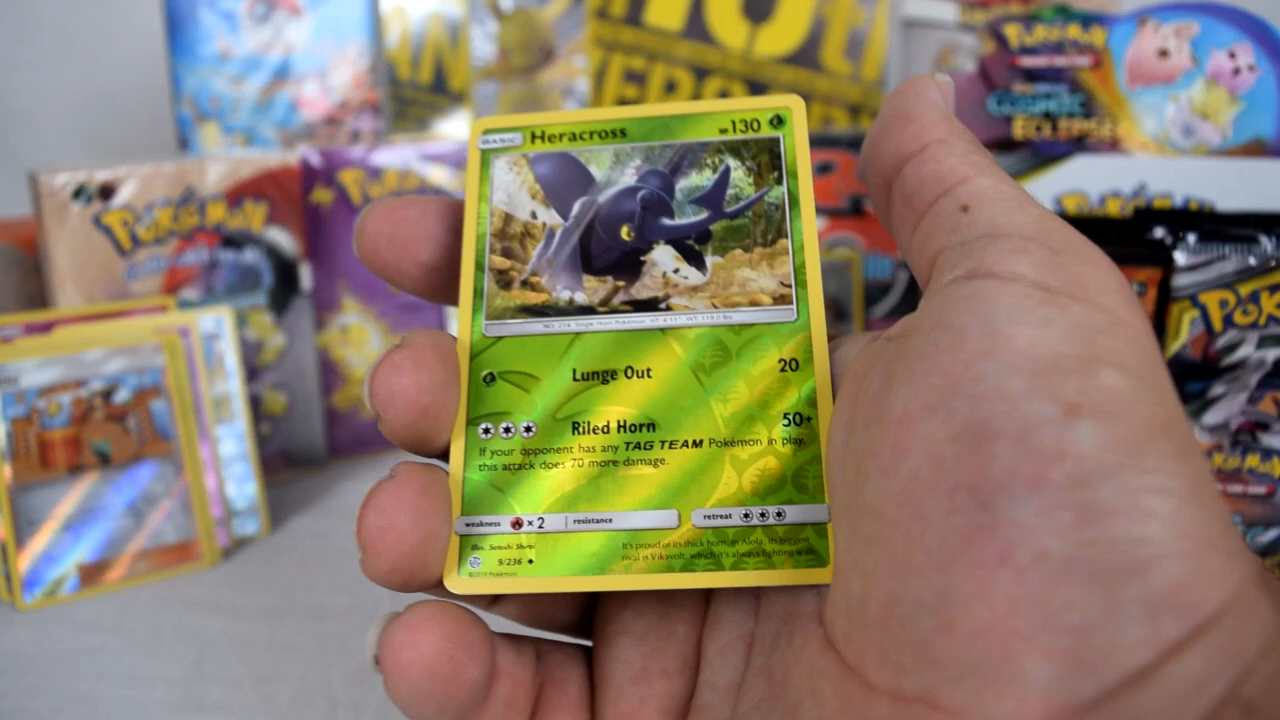 POKÉMON
COSMIC
ECLIPSE
POKÉMON
POKÉMON
BASIC Heracross HP130
NO. 214 Single Horn Pokémon HT: 4'11" WT: 119.0 lbs.
Lunge Out 20
Riled Horn 50+
If your opponent has any TAG TEAM Pokémon in play,
this attack does 70 more damage.
weakness ×2 resistance retreat
Illus. Satoshi Shirai
It's proud of its thick horn. In Alola, its biggest
rival is Vikavolt, which it's always fighting with.
9/236
©2019 Pokémon